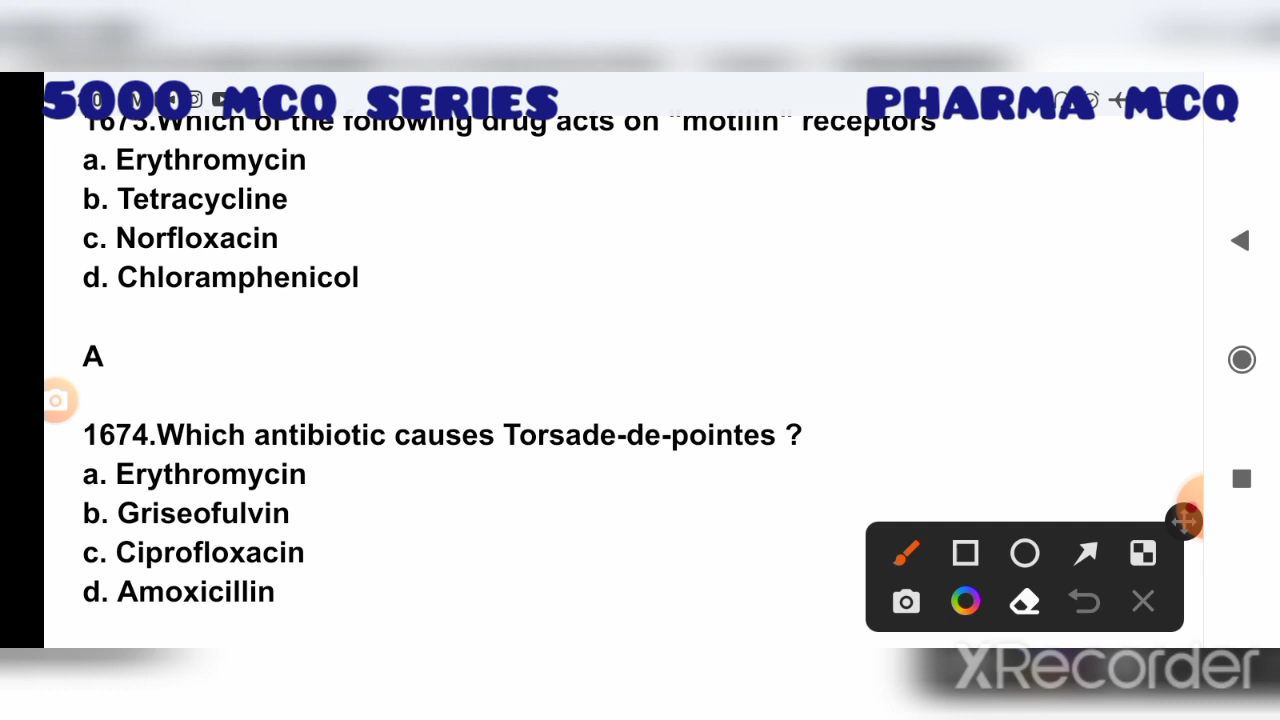 5000 MCQ SERIES PHARMA MCQ
1673.Which of the following drug acts on "motilin" receptors
a. Erythromycin
b. Tetracycline
c. Norfloxacin
d. Chloramphenicol
A
1674.Which antibiotic causes Torsade-de-pointes ?
a. Erythromycin
b. Griseofulvin
c. Ciprofloxacin
d. Amoxicillin
XRecorder